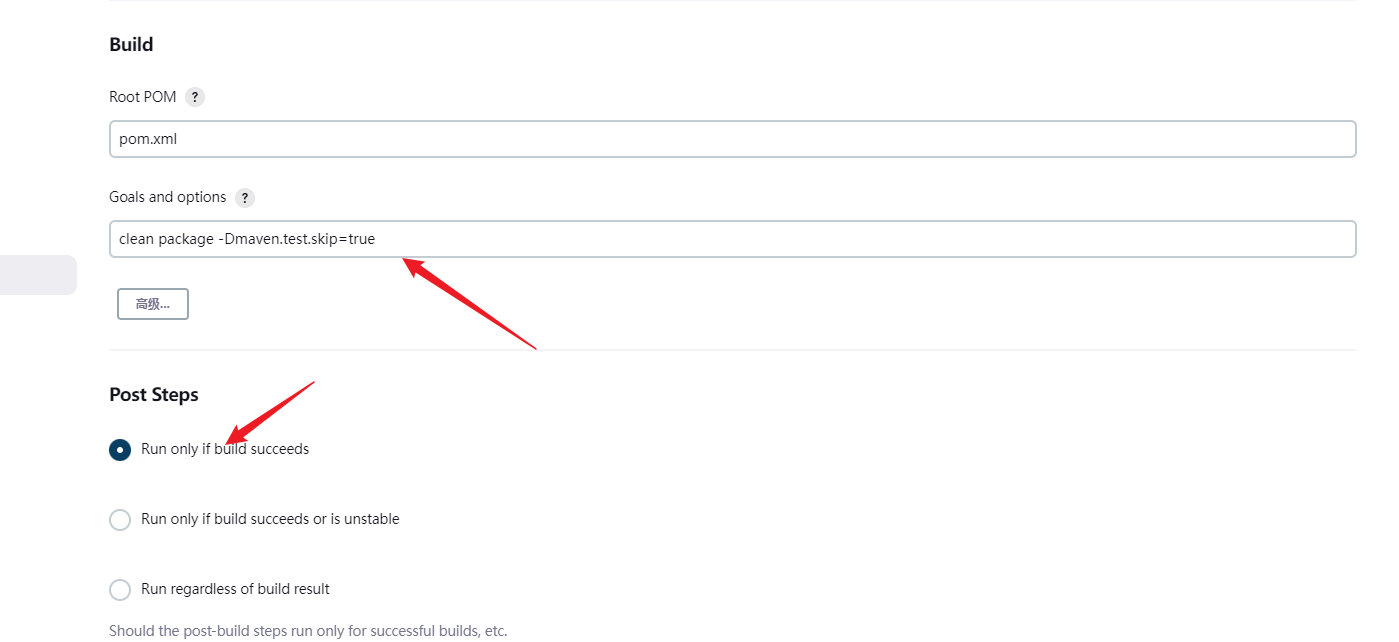 Build
Root POM ?
pom.xml
Goals and options ?
clean package -Dmaven.test.skip=true
高级...
Post Steps
Run only if build succeeds
Run only if build succeeds or is unstable
Run regardless of build result
Should the post-build steps run only for successful builds, etc.